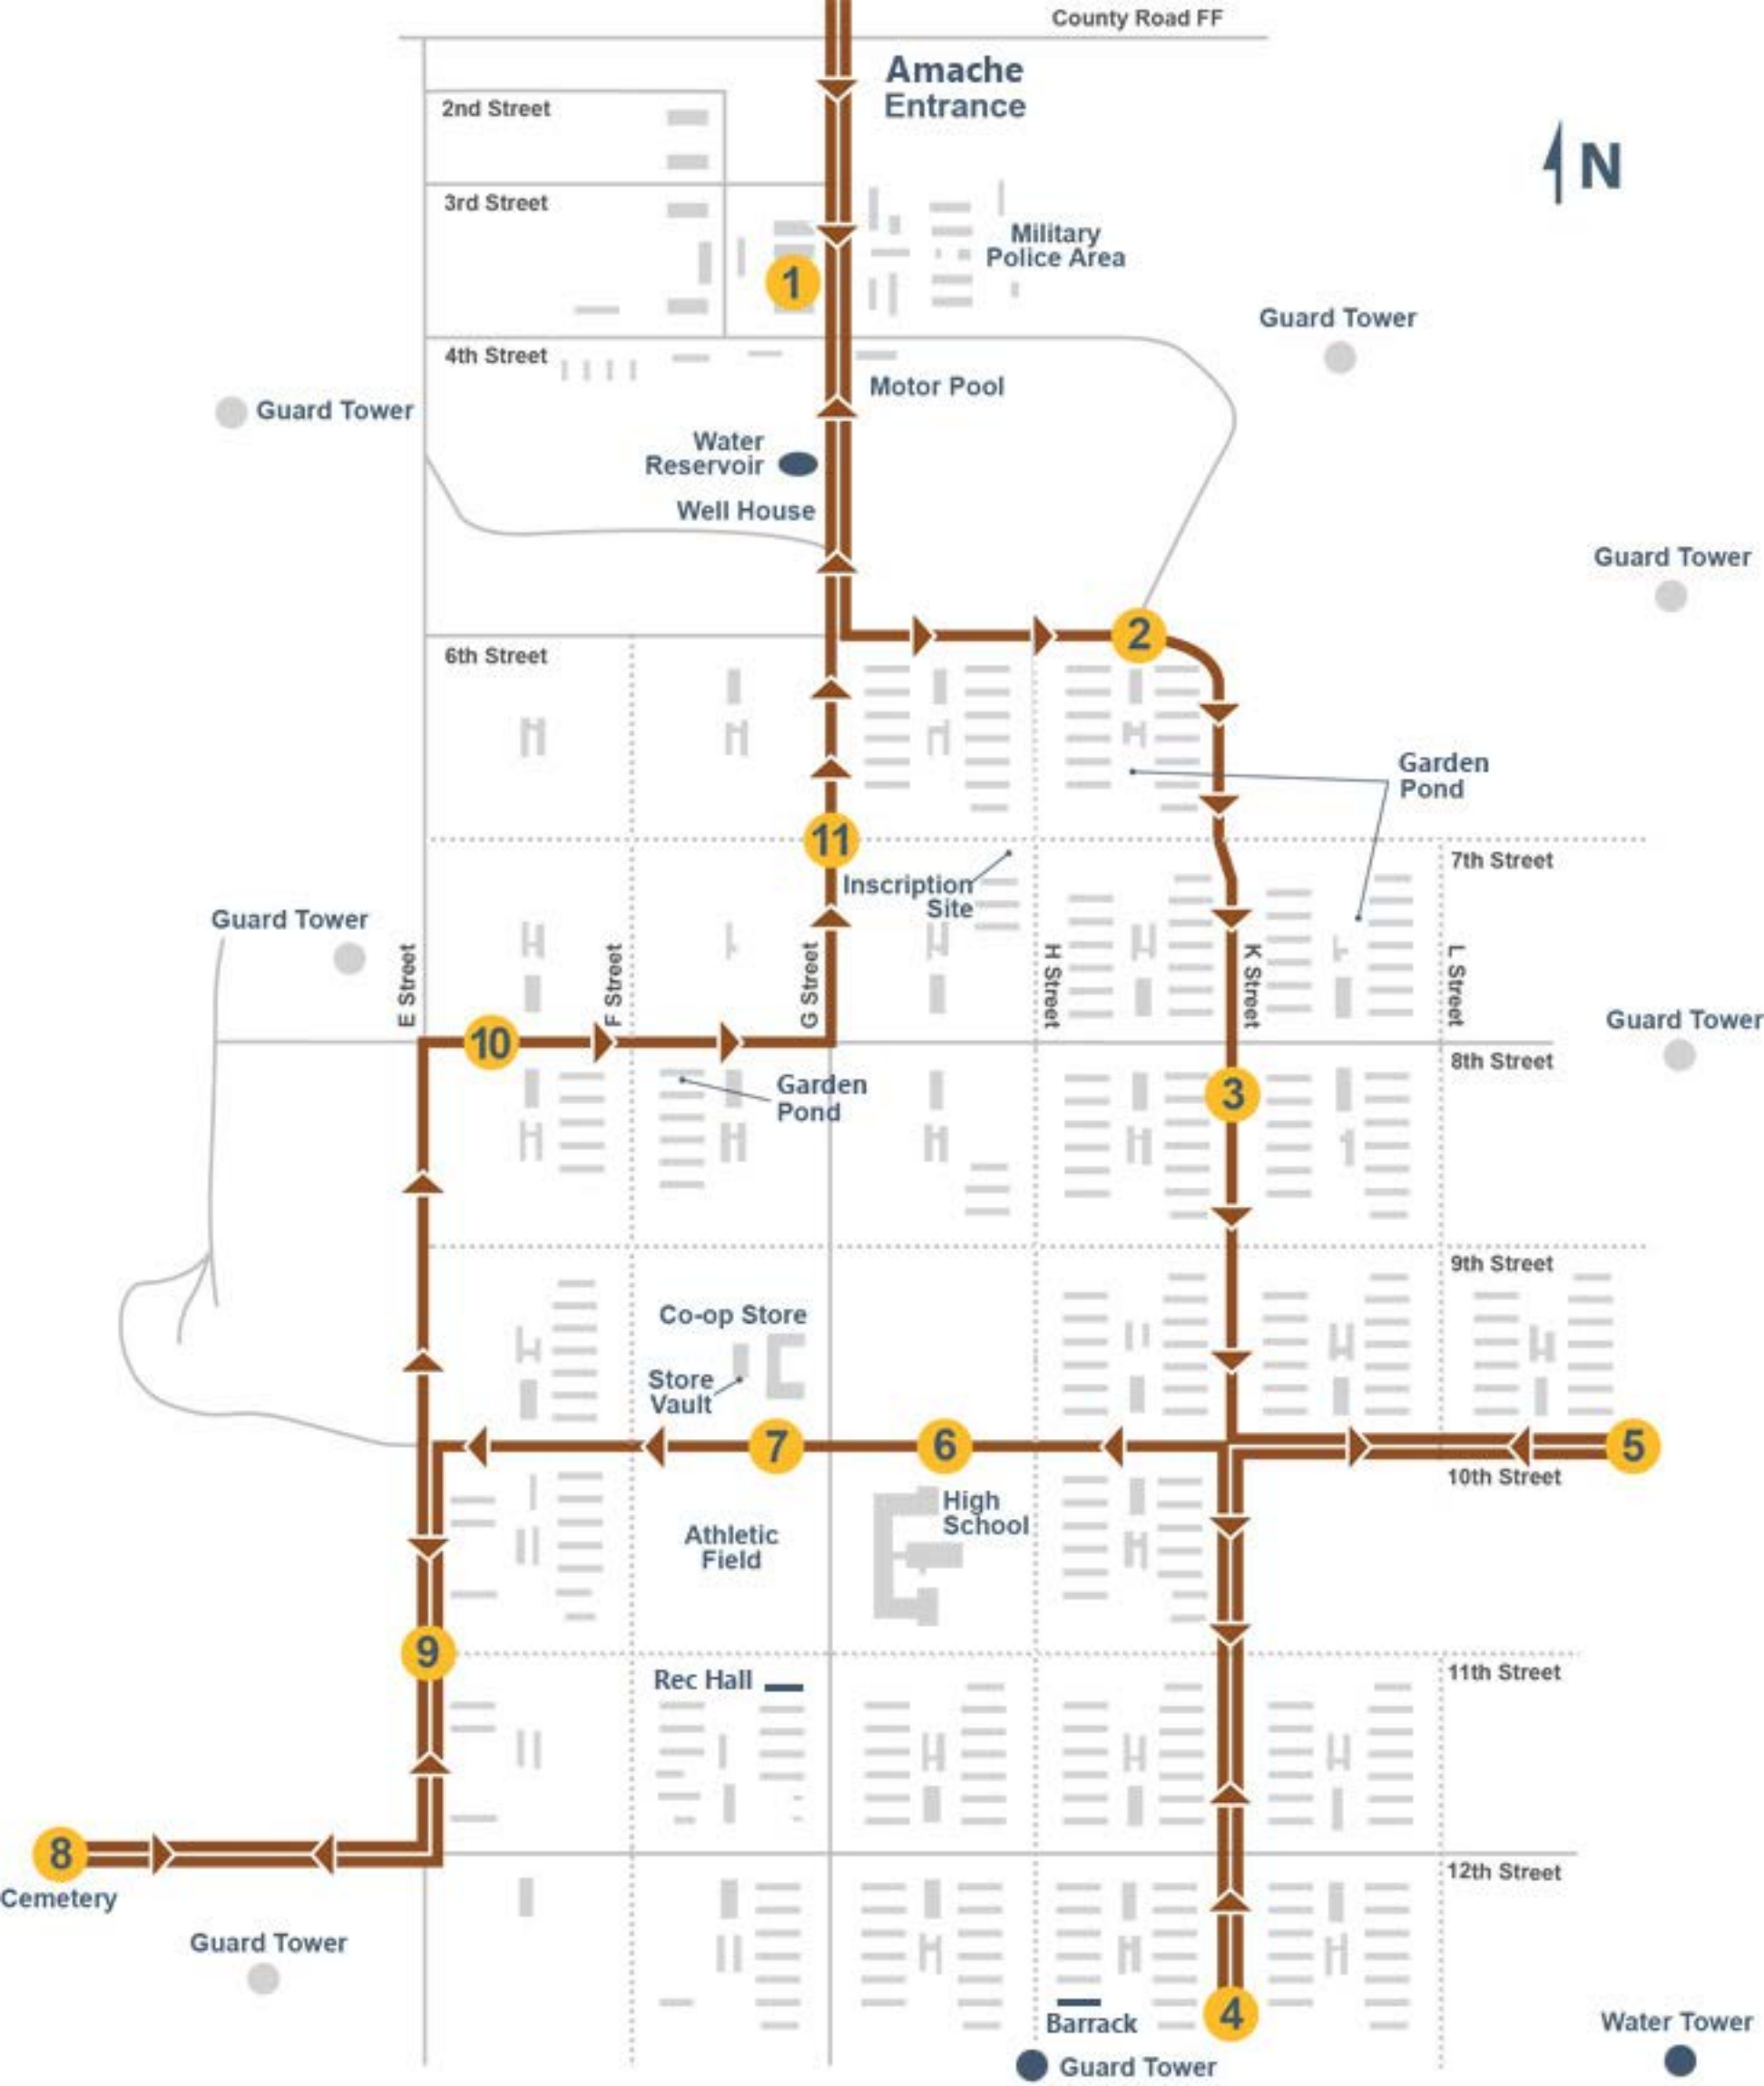 County Road FF
Amache
Entrance
2nd Street
N
3rd Street
Military
Police Area
1
Guard Tower
4th Street
Motor Pool
Guard Tower
Water
Reservoir
Well House
Guard Tower
2
6th Street
Garden
Pond
11
7th Street
Inscription
Site
Guard Tower
E Street
F Street
G Street
H Street
K Street
L Street
Guard Tower
10
8th Street
Garden
Pond
3
9th Street
Co-op Store
Store
Vault
7
6
5
10th Street
High
School
Athletic
Field
9
11th Street
Rec Hall
8
12th Street
Cemetery
Guard Tower
4
Barrack
Water Tower
Guard Tower